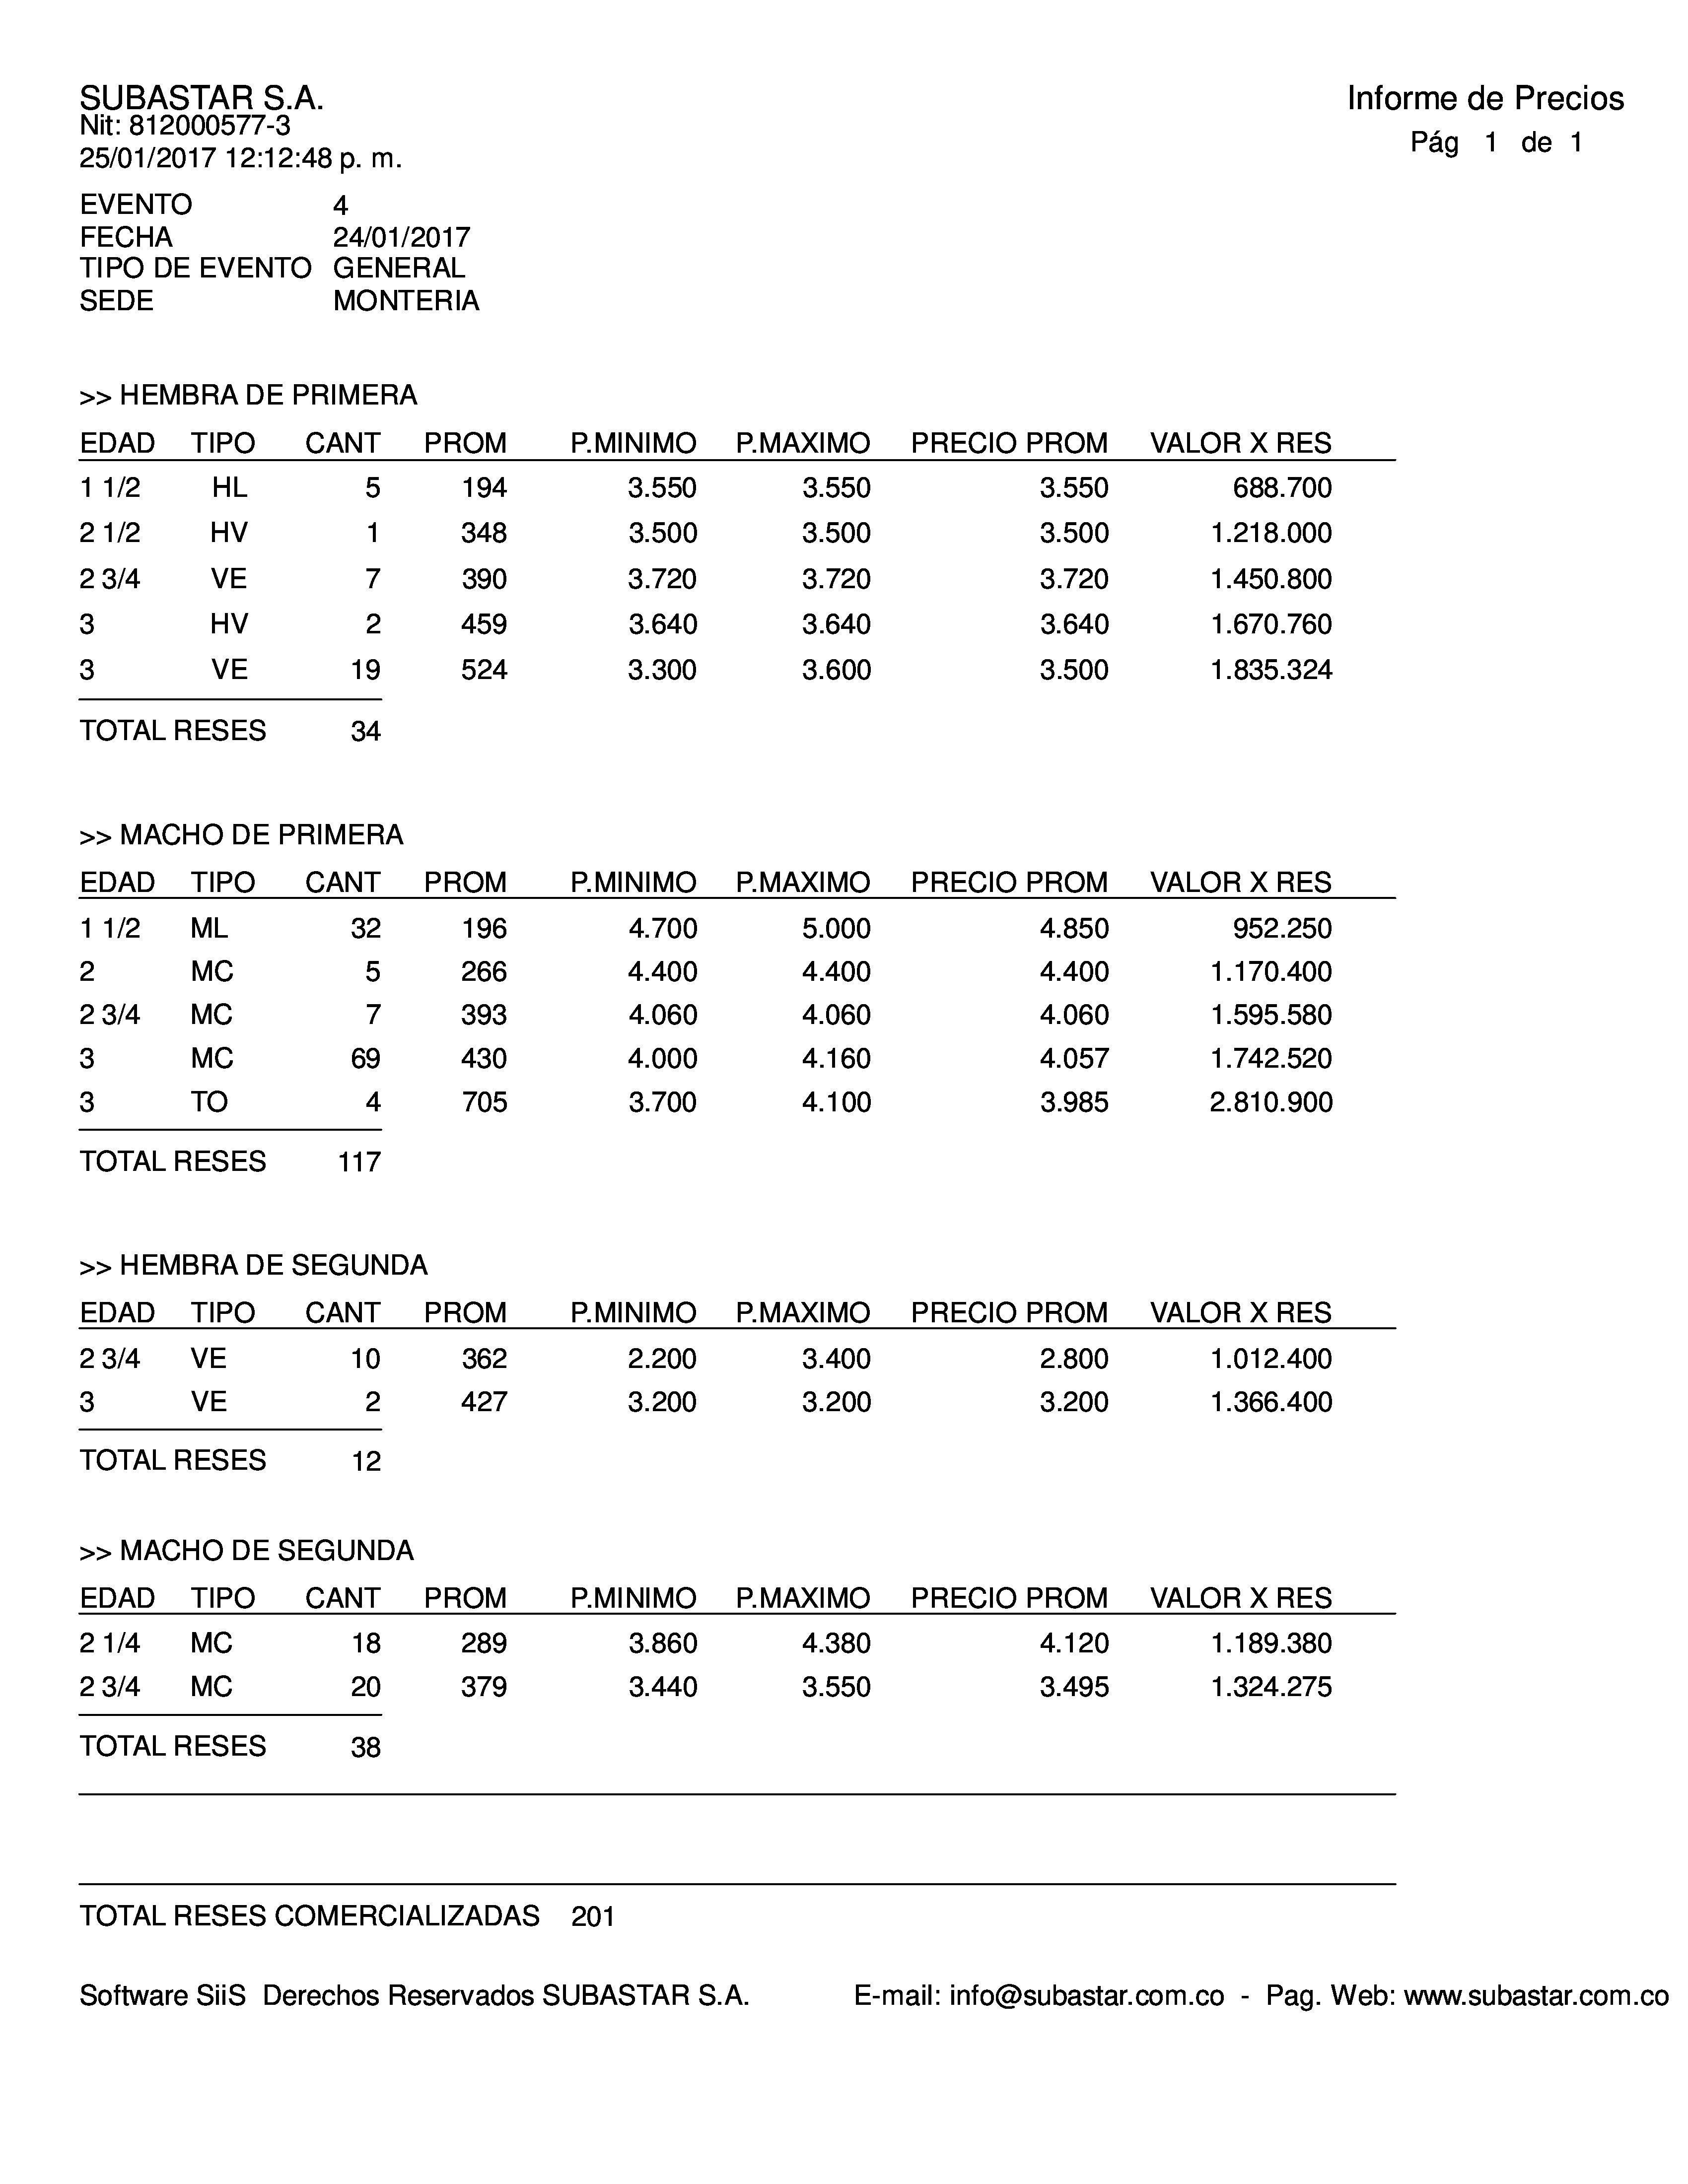 SUBASTAR S.A.
Informe de Precios
Nit: 812000577-3
Pág 1 de 1
25/01/2017 12:12:48 p. m.
EVENTO 4
FECHA 24/01/2017
TIPO DE EVENTO GENERAL
SEDE MONTERIA
>> HEMBRA DE PRIMERA
EDAD TIPO CANT PROM P.MINIMO P.MAXIMO PRECIO PROM VALOR X RES
1 1/2 HL 5 194 3.550 3.550 3.550 688.700
2 1/2 HV 1 348 3.500 3.500 3.500 1.218.000
2 3/4 VE 7 390 3.720 3.720 3.720 1.450.800
3 HV 2 459 3.640 3.640 3.640 1.670.760
3 VE 19 524 3.300 3.600 3.500 1.835.324
TOTAL RESES 34
>> MACHO DE PRIMERA
EDAD TIPO CANT PROM P.MINIMO P.MAXIMO PRECIO PROM VALOR X RES
1 1/2 ML 32 196 4.700 5.000 4.850 952.250
2 MC 5 266 4.400 4.400 4.400 1.170.400
2 3/4 MC 7 393 4.060 4.060 4.060 1.595.580
3 MC 69 430 4.000 4.160 4.057 1.742.520
3 TO 4 705 3.700 4.100 3.985 2.810.900
TOTAL RESES 117
>> HEMBRA DE SEGUNDA
EDAD TIPO CANT PROM P.MINIMO P.MAXIMO PRECIO PROM VALOR X RES
2 3/4 VE 10 362 2.200 3.400 2.800 1.012.400
3 VE 2 427 3.200 3.200 3.200 1.366.400
TOTAL RESES 12
>> MACHO DE SEGUNDA
EDAD TIPO CANT PROM P.MINIMO P.MAXIMO PRECIO PROM VALOR X RES
2 1/4 MC 18 289 3.860 4.380 4.120 1.189.380
2 3/4 MC 20 379 3.440 3.550 3.495 1.324.275
TOTAL RESES 38
TOTAL RESES COMERCIALIZADAS 201
Software SiiS Derechos Reservados SUBASTAR S.A. E-mail: info@subastar.com.co - Pag. Web: www.subastar.com.co